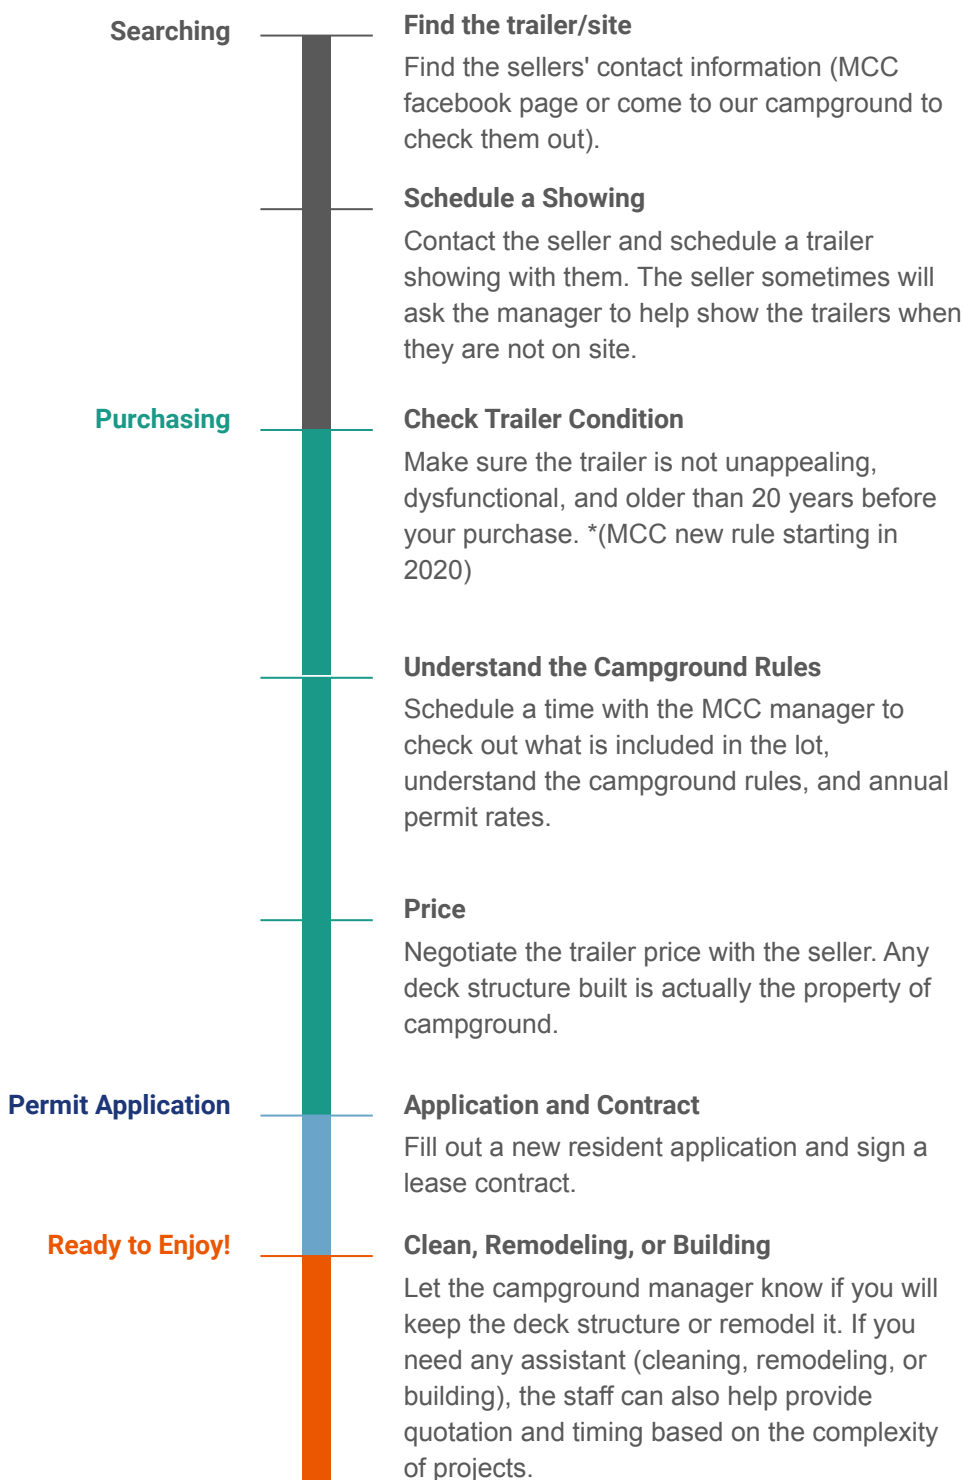 Searching
Find the trailer/site
Find the sellers' contact information (MCC
facebook page or come to our campground to
check them out).
Schedule a Showing
Contact the seller and schedule a trailer
showing with them. The seller sometimes will
ask the manager to help show the trailers when
they are not on site.
Purchasing
Check Trailer Condition
Make sure the trailer is not unappealing,
dysfunctional, and older than 20 years before
your purchase. *(MCC new rule starting in
2020)
Understand the Campground Rules
Schedule a time with the MCC manager to
check out what is included in the lot,
understand the campground rules, and annual
permit rates.
Price
Negotiate the trailer price with the seller. Any
deck structure built is actually the property of
campground.
Permit Application
Application and Contract
Fill out a new resident application and sign a
lease contract.
Ready to Enjoy!
Clean, Remodeling, or Building
Let the campground manager know if you will
keep the deck structure or remodel it. If you
need any assistant (cleaning, remodeling, or
building), the staff can also help provide
quotation and timing based on the complexity
of projects.